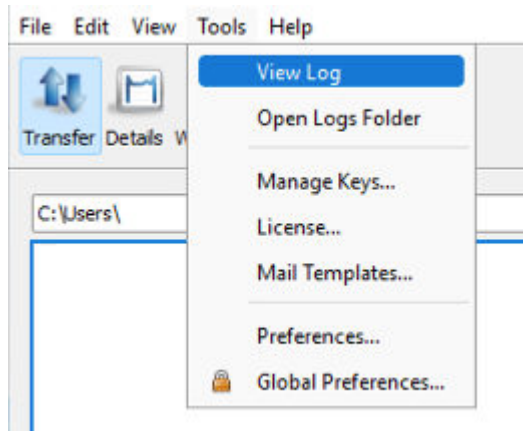 File Edit View Tools Help
View Log
Open Logs Folder
Transfer Details W
Manage Keys...
C:\Users\
License...
Mail Templates...
Preferences...
Global Preferences...